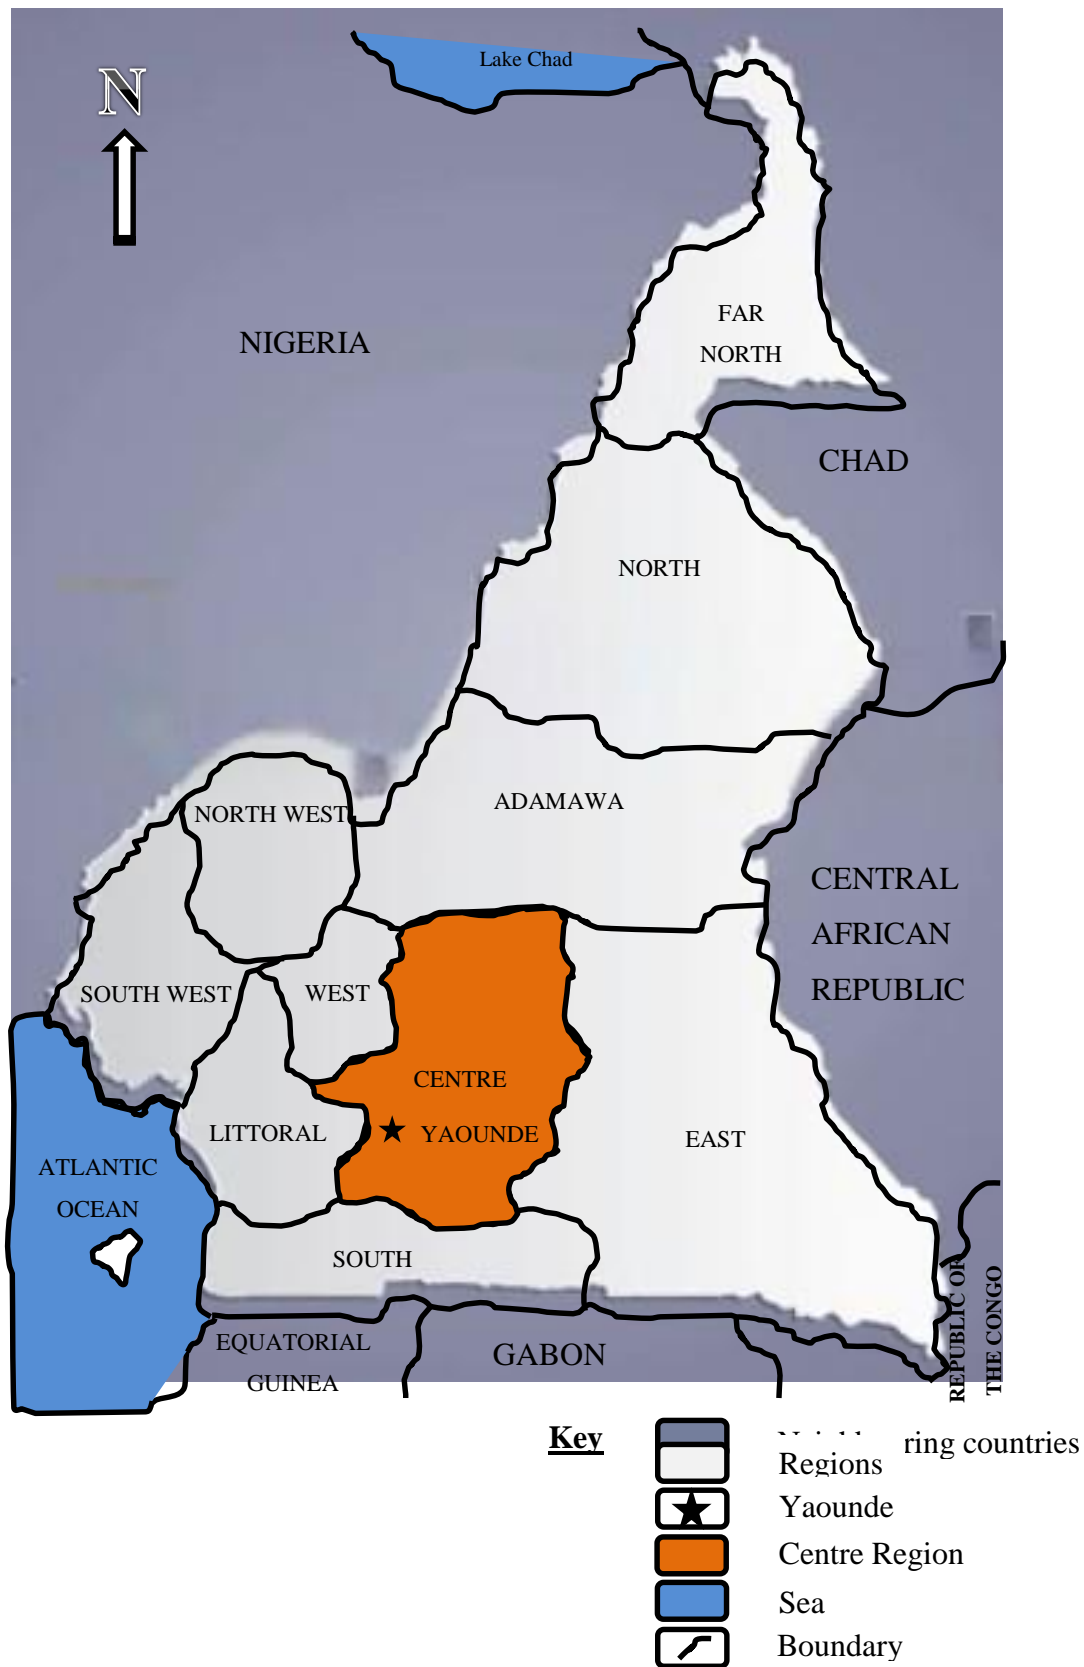 Lake Chad
N
FAR
NORTH
NIGERIA
CHAD
NORTH
ADAMAWA
NORTH WEST
CENTRAL
AFRICAN
REPUBLIC
SOUTH WEST
WEST
CENTRE
YAOUNDE
LITTORAL
EAST
ATLANTIC
OCEAN
SOUTH
REPUBLIC OF
THE CONGO
EQUATORIAL
GUINEA
GABON
Key
ring countries
Regions
Yaounde
Centre Region
Sea
Boundary